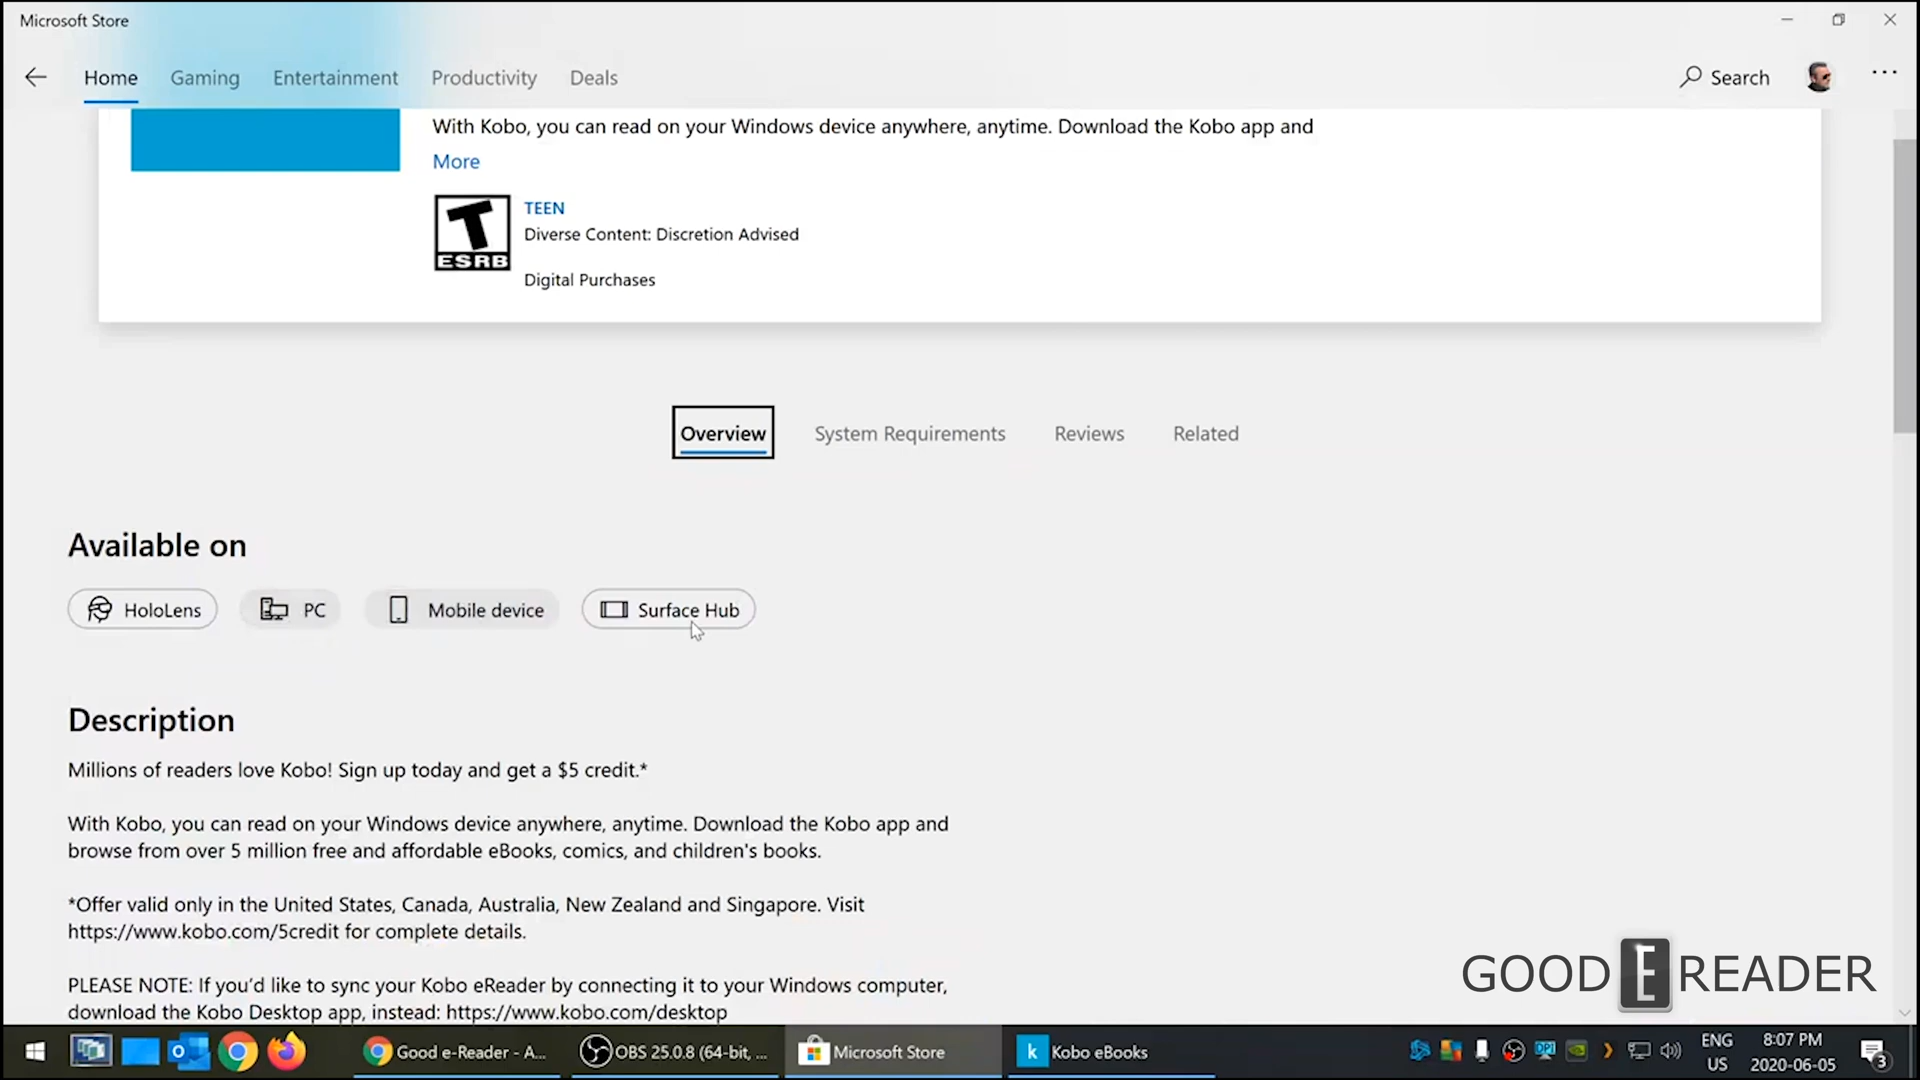 Microsoft Store
Home Gaming Entertainment Productivity Deals Search
With Kobo, you can read on your Windows device anywhere, anytime. Download the Kobo app and
More
T
ESRB
TEEN
Diverse Content: Discretion Advised
Digital Purchases
Overview System Requirements Reviews Related
Available on
HoloLens PC Mobile device Surface Hub
Description
Millions of readers love Kobo! Sign up today and get a $5 credit.*
With Kobo, you can read on your Windows device anywhere, anytime. Download the Kobo app and
browse from over 5 million free and affordable eBooks, comics, and children's books.
*Offer valid only in the United States, Canada, Australia, New Zealand and Singapore. Visit
https://www.kobo.com/5credit for complete details.
PLEASE NOTE: If you'd like to sync your Kobo eReader by connecting it to your Windows computer,
download the Kobo Desktop app, instead: https://www.kobo.com/desktop
GOOD E READER
Good e-Reader - A... OBS 25.0.8 (64-bit, ... Microsoft Store k Kobo eBooks DPI ENG 8:07 PM 3
US 2020-06-05